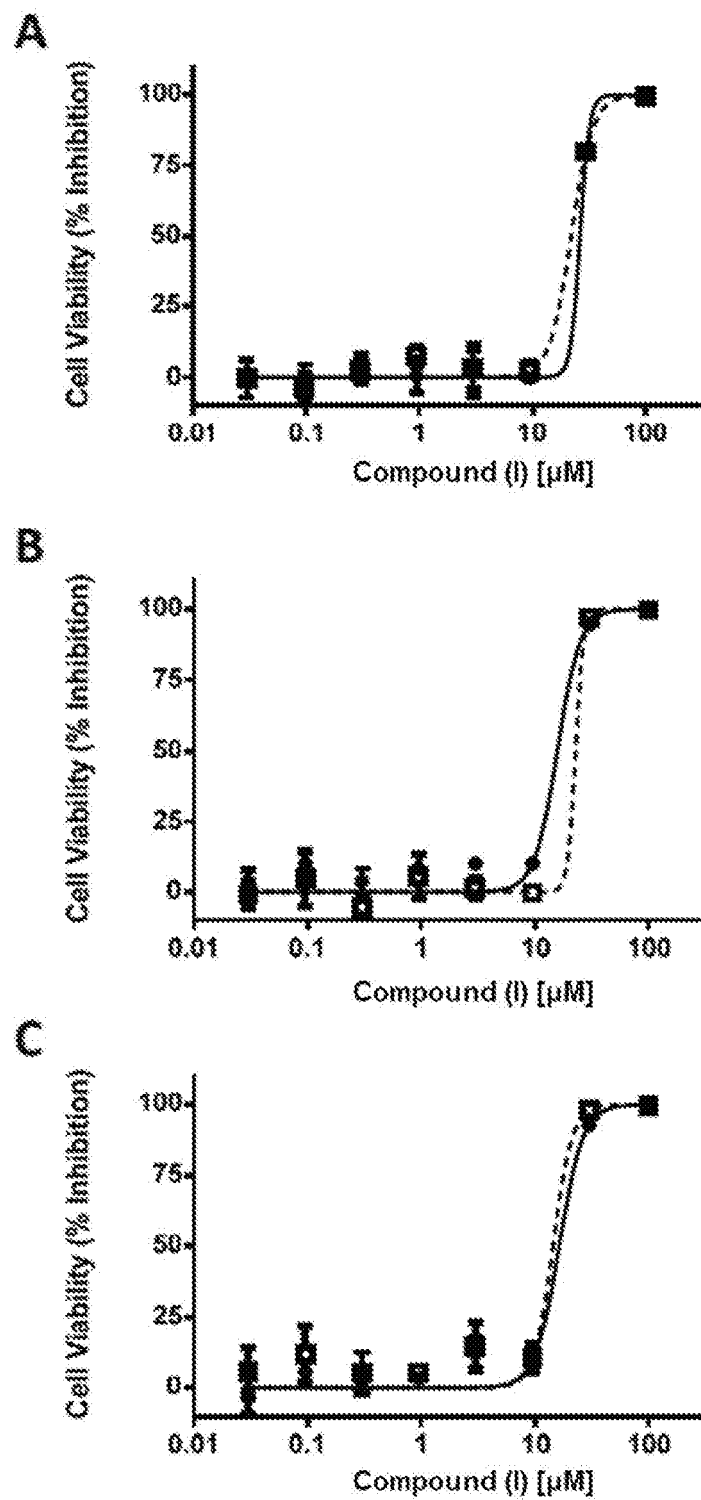 A
Cell Viability (% Inhibition)
100
75
50
25
0
0.01 0.1 1 10 100
Compound (I) [µM]
B
Cell Viability (% Inhibition)
100
75
50
25
0
0.01 0.1 1 10 100
Compound (I) [µM]
C
Cell Viability (% Inhibition)
100
75
50
25
0
0.01 0.1 1 10 100
Compound (I) [µM]